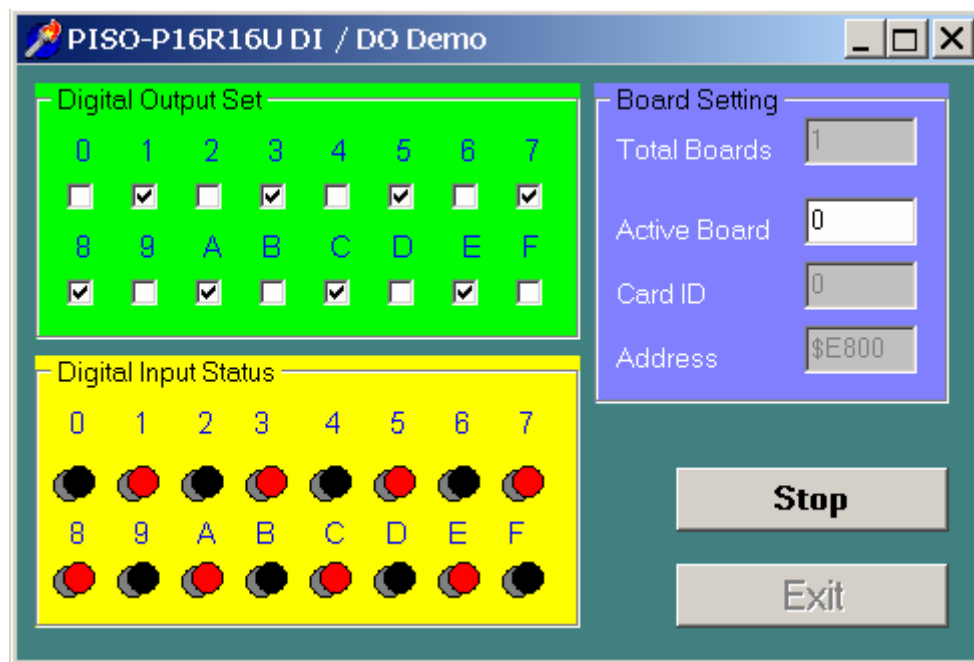 PISO-P16R16U DI / DO Demo
Digital Output Set
0 1 2 3 4 5 6 7
8 9 A B C D E F
Board Setting
Total Boards 1
Active Board 0
Card ID 0
Address $E800
Digital Input Status
0 1 2 3 4 5 6 7
8 9 A B C D E F
Stop
Exit